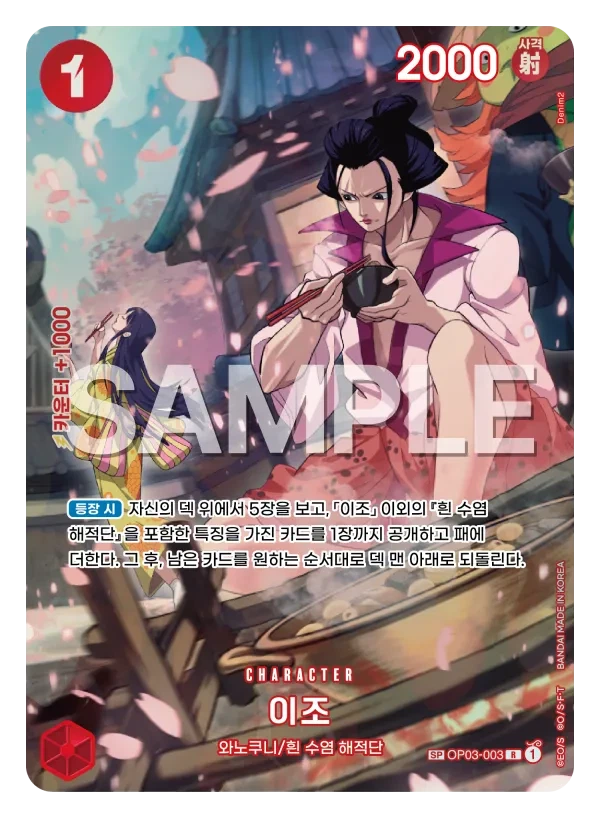 1
2000
사격
射
Denim2
카운터 +1000
SAMPLE
등장 시 자신의 덱 위에서 5장을 보고, 「이조」 이외의 『흰 수염
해적단』을 포함한 특징을 가진 카드를 1장까지 공개하고 패에
더한다. 그 후, 남은 카드를 원하는 순서대로 덱 맨 아래로 되돌린다.
CHARACTER
이조
와노쿠니/흰 수염 해적단
SP OP03-003 R 1
©EO/S ©O/S·F·T BANDAI MADE IN KOREA